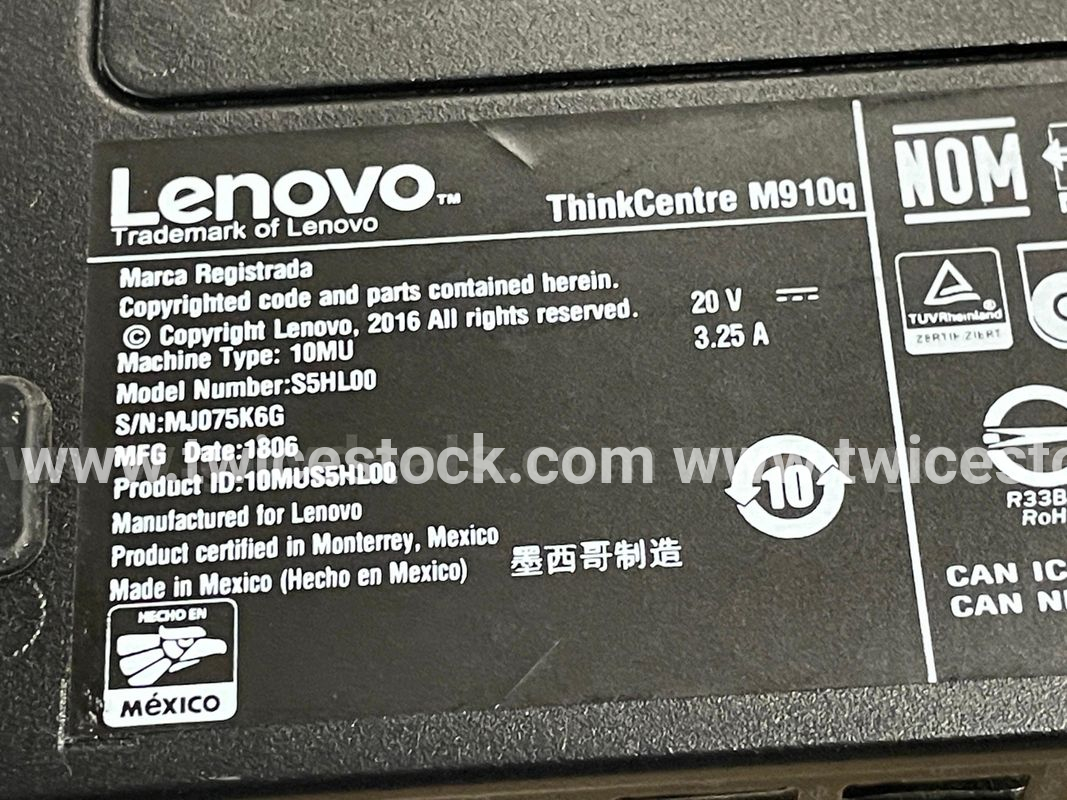 Lenovo™
Trademark of Lenovo
ThinkCentre M910q
Marca Registrada
Copyrighted code and parts contained herein.
© Copyright Lenovo, 2016 All rights reserved.
20 V
3.25 A
Machine Type: 10MU
Model Number:S5HL00
S/N:MJ075K6G
MFG Date:1806
Product ID:10MUS5HL00
Manufactured for Lenovo
Product certified in Monterrey, Mexico
Made in Mexico (Hecho en Mexico)
墨西哥制造
10
HECHO EN
MéXICO
NOM
TÜVRheinland®
ZERTIFIZIERT
R33B
RoH
CAN IC
CAN N
www.twicestock.com www.twicesto